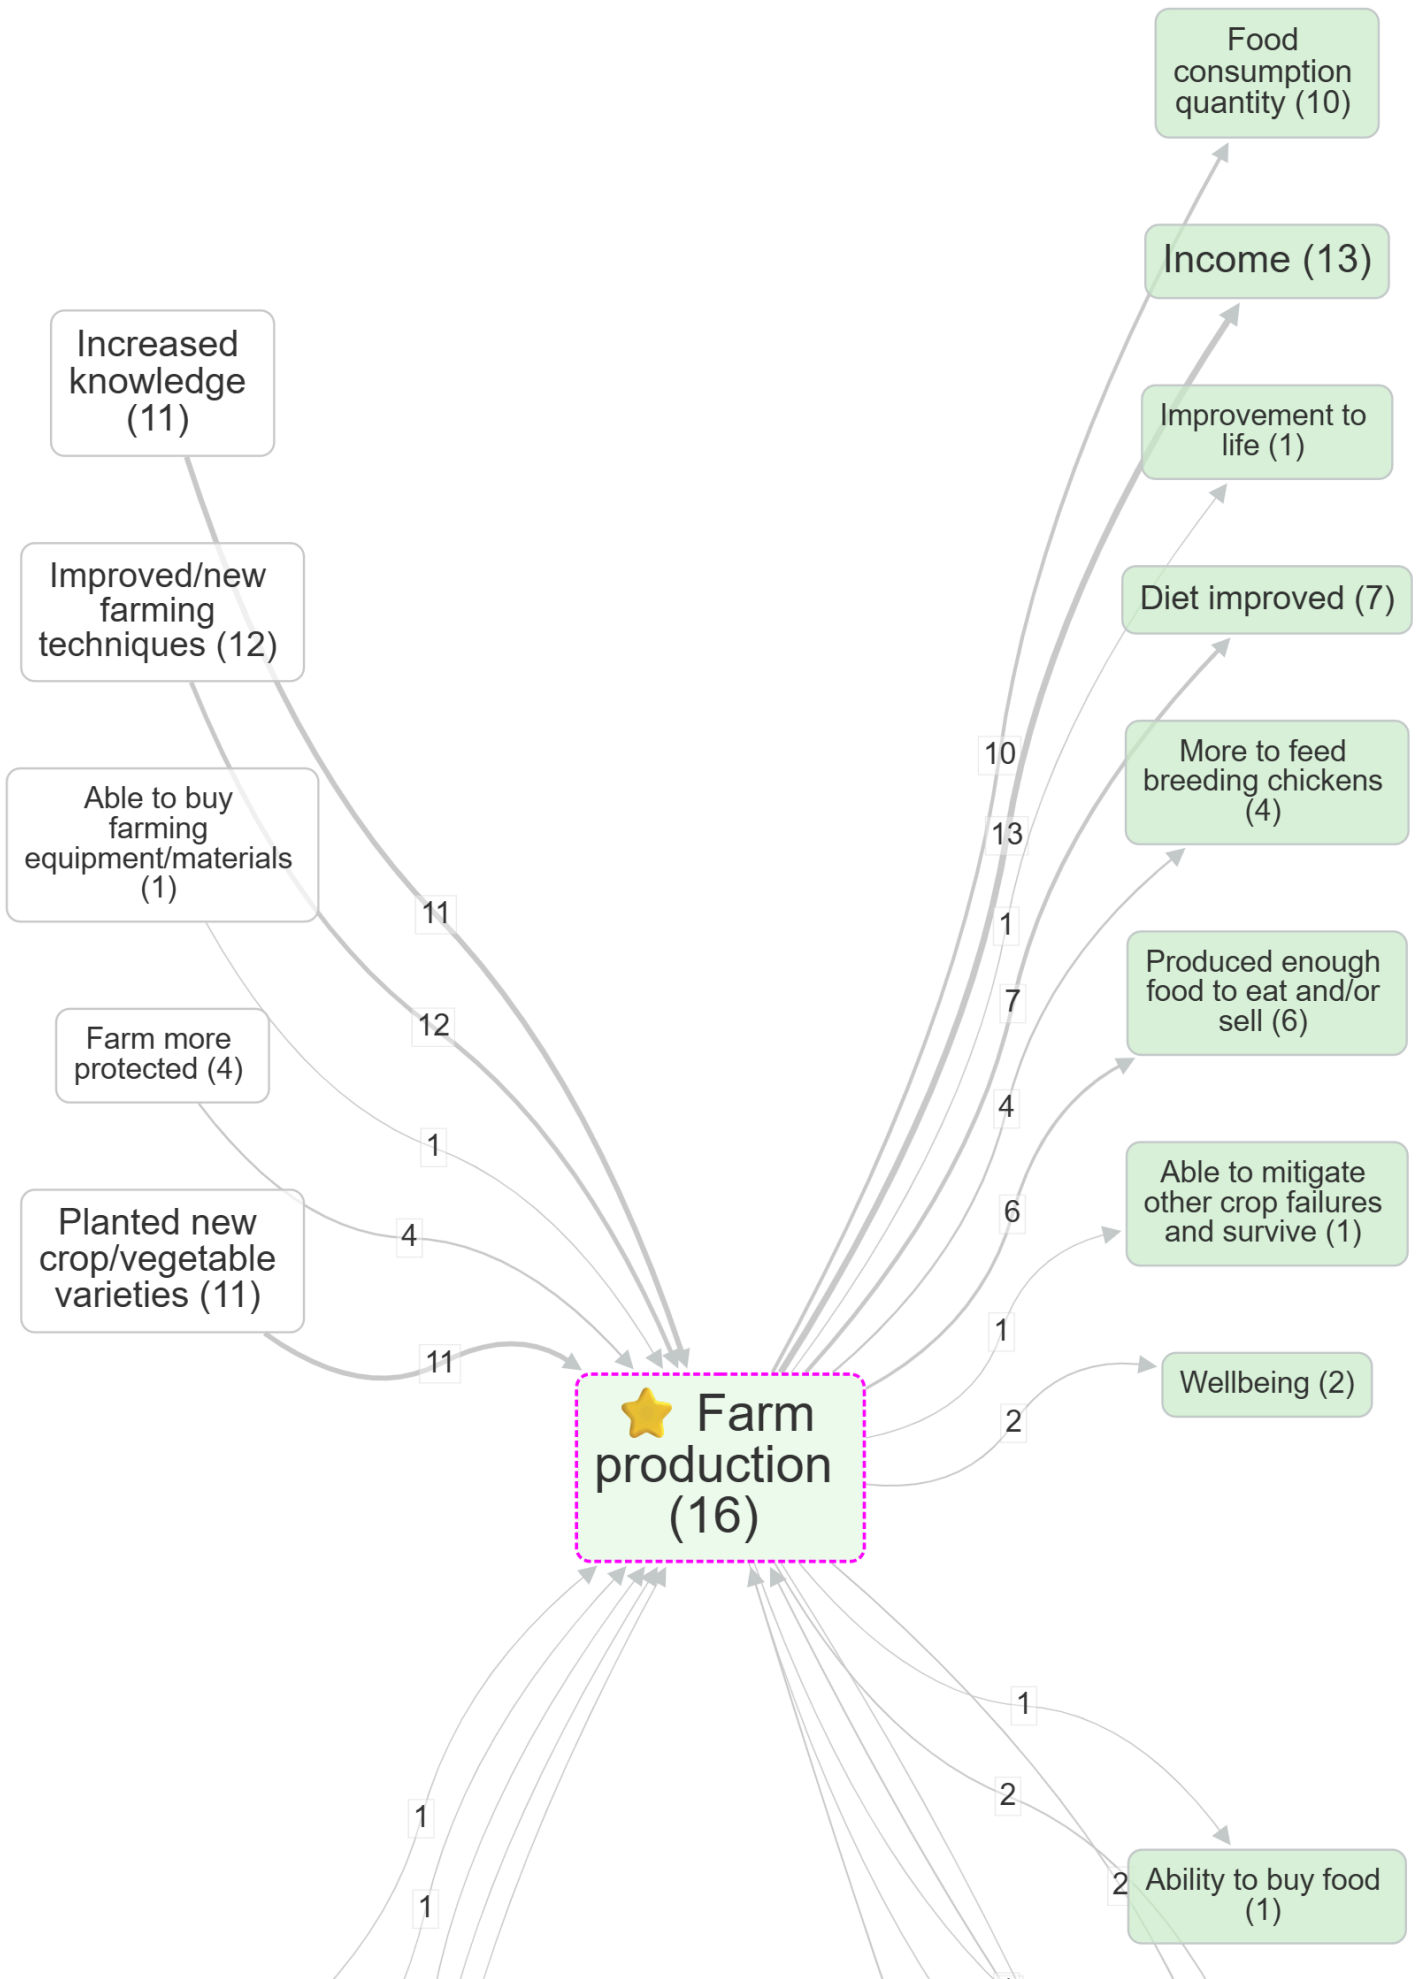 Food
consumption
quantity (10)
Income (13)
Increased
knowledge
(11)
Improvement to
life (1)
Improved/new
farming
techniques (12)
Diet improved (7)
More to feed
breeding chickens
(4)
10
Able to buy
farming
equipment/materials
(1)
13
11
1
Produced enough
food to eat and/or
sell (6)
7
12
Farm more
protected (4)
4
1
Able to mitigate
other crop failures
and survive (1)
6
4
Planted new
crop/vegetable
varieties (11)
1
11
Wellbeing (2)
2
Farm
production
(16)
1
2
1
2
Ability to buy food
(1)
1